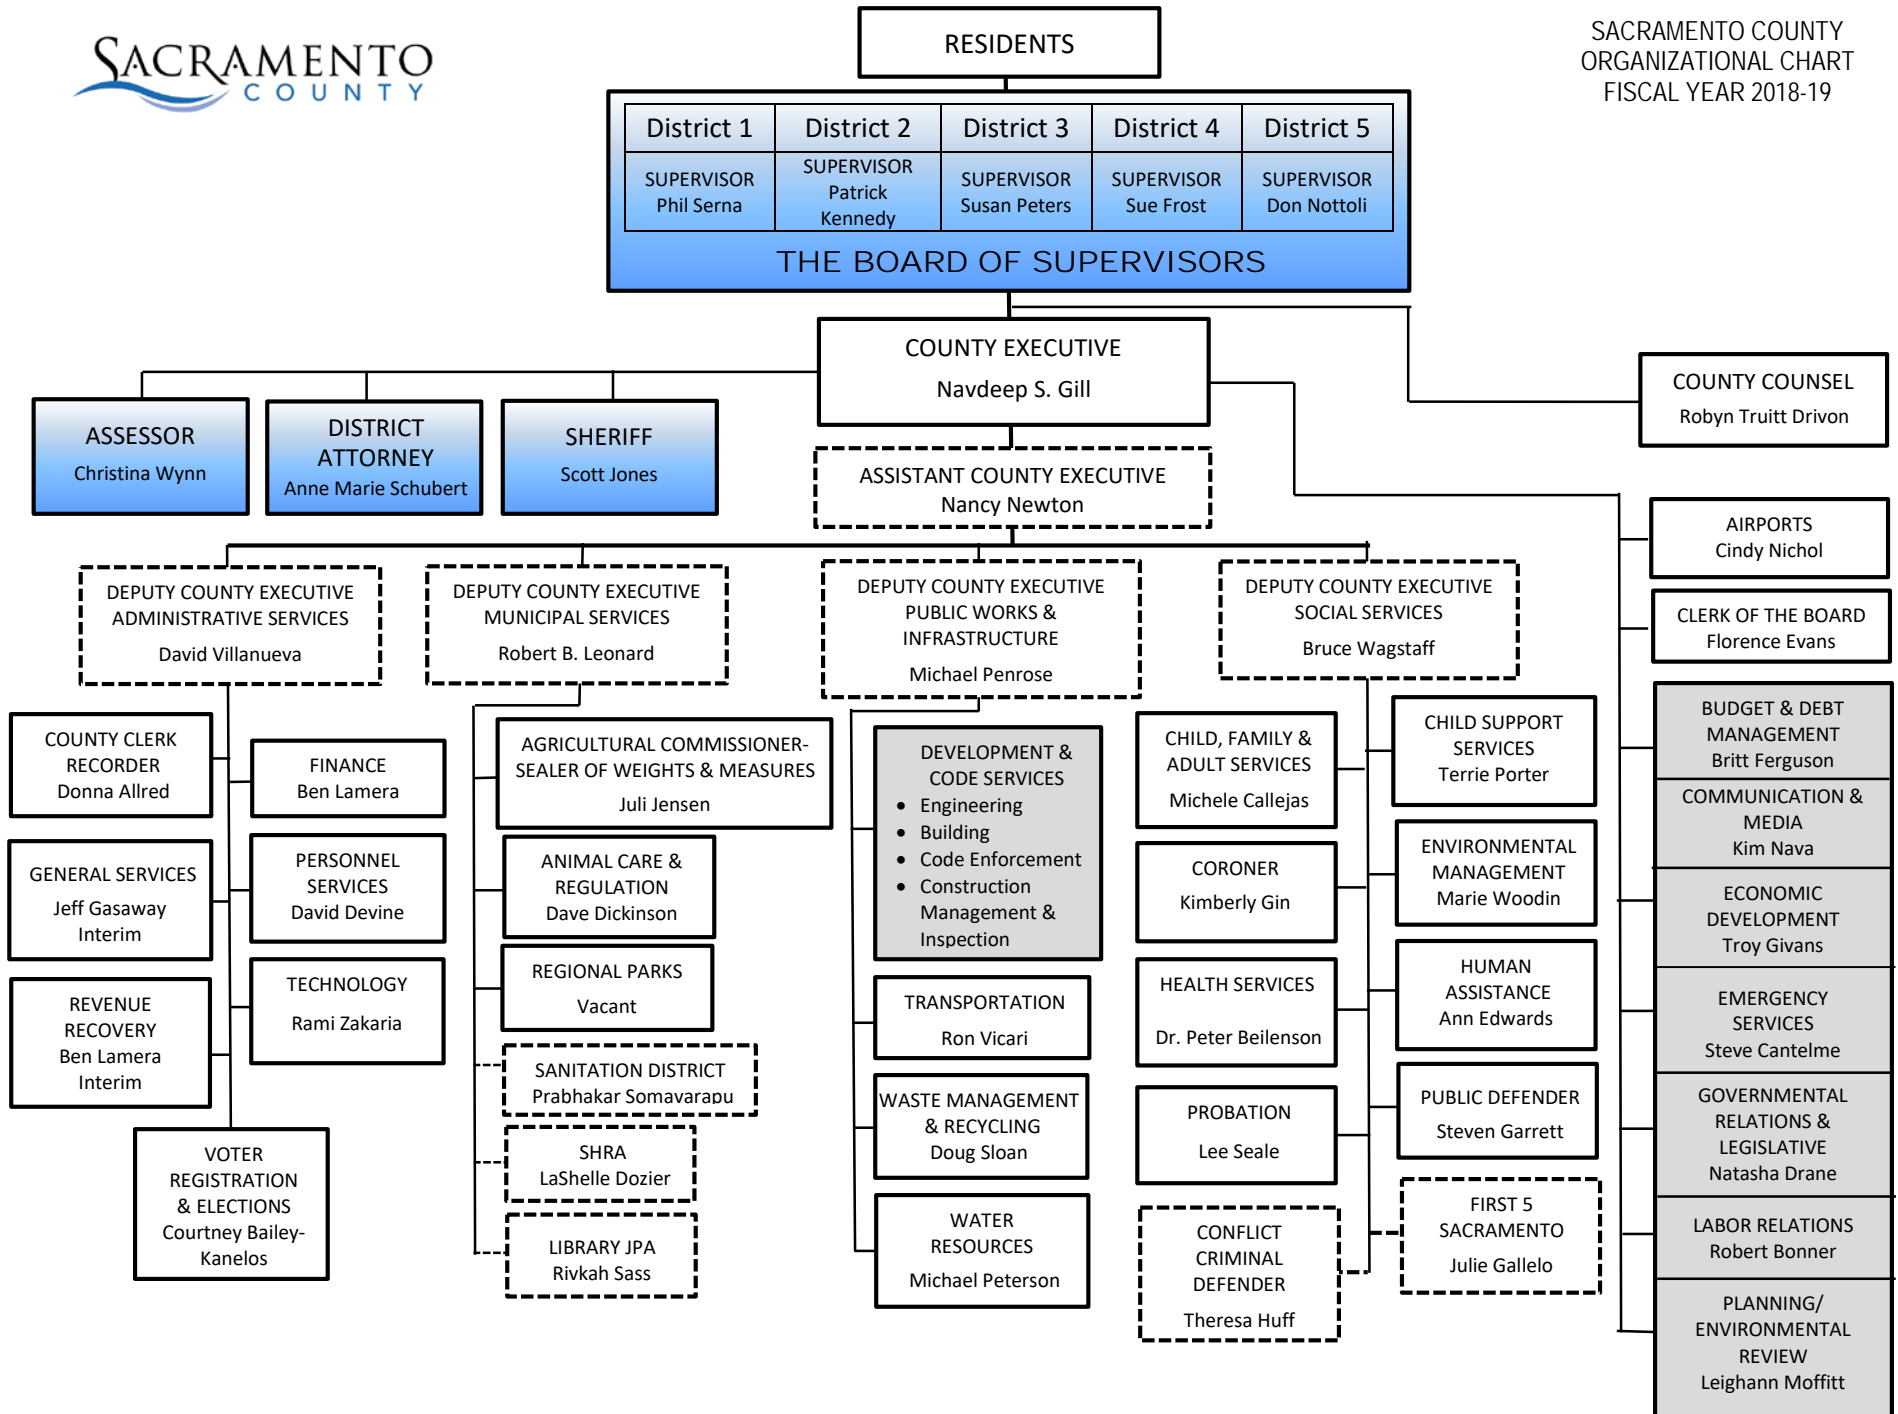 SACRAMENTO
COUNTY
RESIDENTS
SACRAMENTO COUNTY
ORGANIZATIONAL CHART
FISCAL YEAR 2018-19
District 1
District 2
District 3
District 4
District 5
SUPERVISOR
Phil Serna
SUPERVISOR
Patrick
Kennedy
SUPERVISOR
Susan Peters
SUPERVISOR
Sue Frost
SUPERVISOR
Don Nottoli
THE BOARD OF SUPERVISORS
COUNTY EXECUTIVE
Navdeep S. Gill
COUNTY COUNSEL
Robyn Truitt Drivon
ASSESSOR
Christina Wynn
DISTRICT
ATTORNEY
Anne Marie Schubert
SHERIFF
Scott Jones
ASSISTANT COUNTY EXECUTIVE
Nancy Newton
DEPUTY COUNTY EXECUTIVE
ADMINISTRATIVE SERVICES
David Villanueva
DEPUTY COUNTY EXECUTIVE
MUNICIPAL SERVICES
Robert B. Leonard
DEPUTY COUNTY EXECUTIVE
PUBLIC WORKS &
INFRASTRUCTURE
Michael Penrose
DEPUTY COUNTY EXECUTIVE
SOCIAL SERVICES
Bruce Wagstaff
COUNTY CLERK
RECORDER
Donna Allred
FINANCE
Ben Lamera
GENERAL SERVICES
Jeff Gasaway
Interim
PERSONNEL
SERVICES
David Devine
REVENUE
RECOVERY
Ben Lamera
Interim
TECHNOLOGY
Rami Zakaria
VOTER
REGISTRATION
& ELECTIONS
Courtney Bailey-
Kanelos
AGRICULTURAL COMMISSIONER-
SEALER OF WEIGHTS & MEASURES
Juli Jensen
ANIMAL CARE &
REGULATION
Dave Dickinson
REGIONAL PARKS
Vacant
SANITATION DISTRICT
Prabhakar Somavarapu
SHRA
LaShelle Dozier
LIBRARY JPA
Rivkah Sass
DEVELOPMENT &
CODE SERVICES
• Engineering
• Building
• Code Enforcement
• Construction
Management &
Inspection
TRANSPORTATION
Ron Vicari
WASTE MANAGEMENT
& RECYCLING
Doug Sloan
WATER
RESOURCES
Michael Peterson
CHILD, FAMILY &
ADULT SERVICES
Michele Callejas
CHILD SUPPORT
SERVICES
Terrie Porter
CORONER
Kimberly Gin
ENVIRONMENTAL
MANAGEMENT
Marie Woodin
HEALTH SERVICES
Dr. Peter Beilenson
HUMAN
ASSISTANCE
Ann Edwards
PROBATION
Lee Seale
PUBLIC DEFENDER
Steven Garrett
CONFLICT
CRIMINAL
DEFENDER
Theresa Huff
FIRST 5
SACRAMENTO
Julie Gallelo
AIRPORTS
Cindy Nichol
CLERK OF THE BOARD
Florence Evans
BUDGET & DEBT
MANAGEMENT
Britt Ferguson
COMMUNICATION &
MEDIA
Kim Nava
ECONOMIC
DEVELOPMENT
Troy Givans
EMERGENCY
SERVICES
Steve Cantelme
GOVERNMENTAL
RELATIONS &
LEGISLATIVE
Natasha Drane
LABOR RELATIONS
Robert Bonner
PLANNING/
ENVIRONMENTAL
REVIEW
Leighann Moffitt